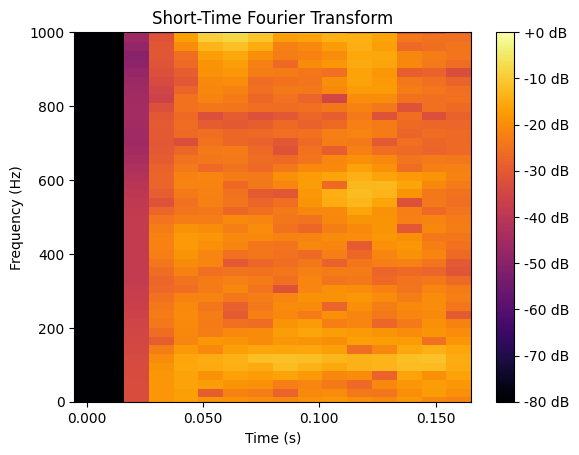 Short-Time Fourier Transform
Frequency (Hz)
1000
800
600
400
200
0
0.000
0.050
0.100
0.150
Time (s)
+0 dB
-10 dB
-20 dB
-30 dB
-40 dB
-50 dB
-60 dB
-70 dB
-80 dB